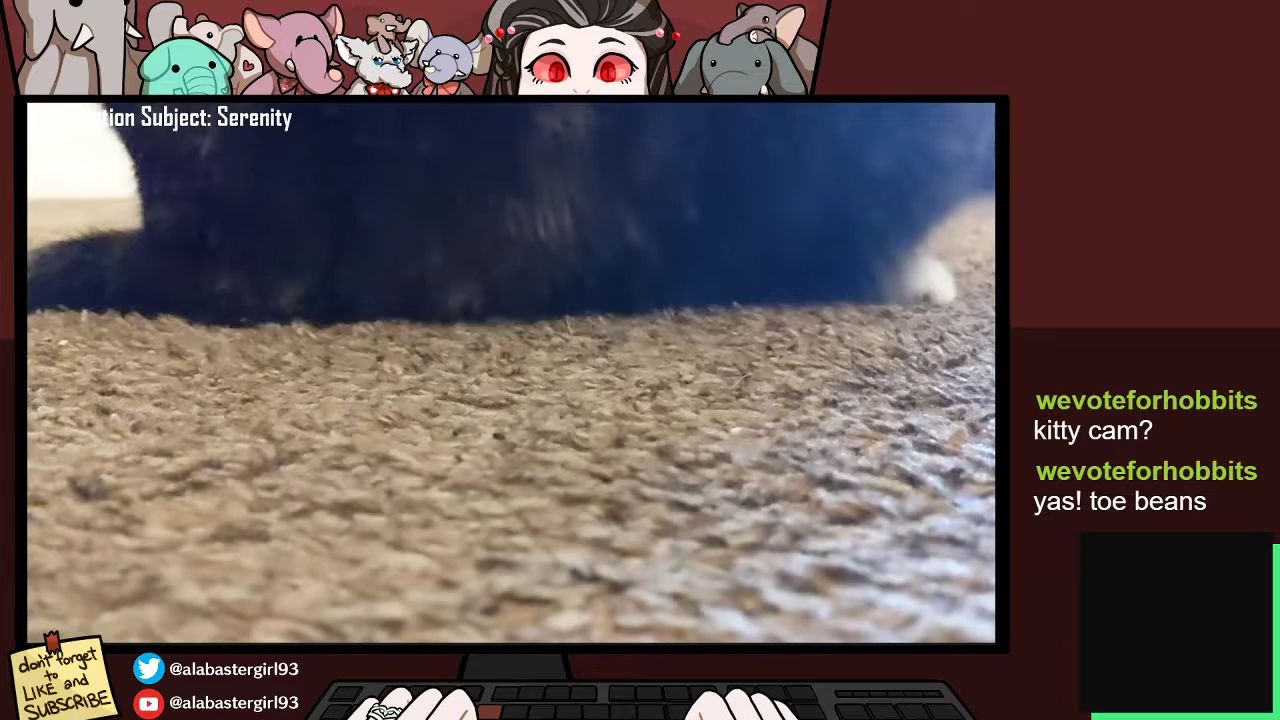 tion Subject: Serenity
wevoteforhobbits
kitty cam?
wevoteforhobbits
yas! toe beans
don't forget
to
LIKE and
SUBSCRIBE
@alabastergirl93
@alabastergirl93